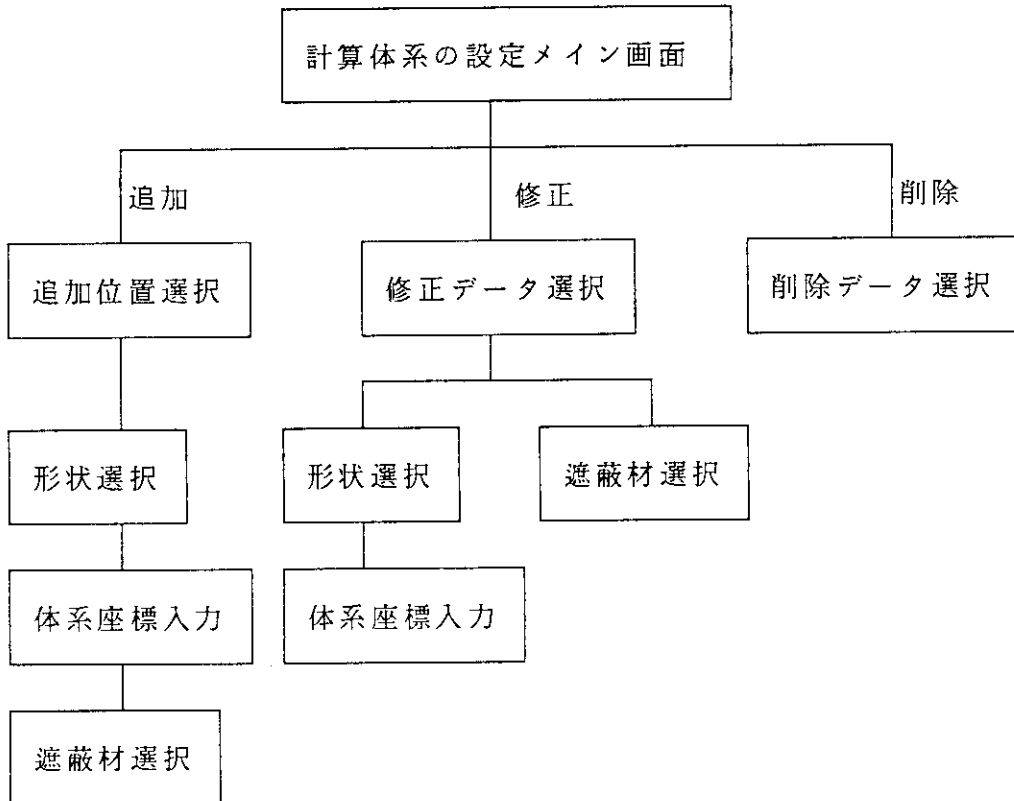 計算体系の設定メイン画面
追加
修正
削除
追加位置選択
修正データ選択
削除データ選択
形状選択
形状選択
遮蔽材選択
体系座標入力
体系座標入力
遮蔽材選択